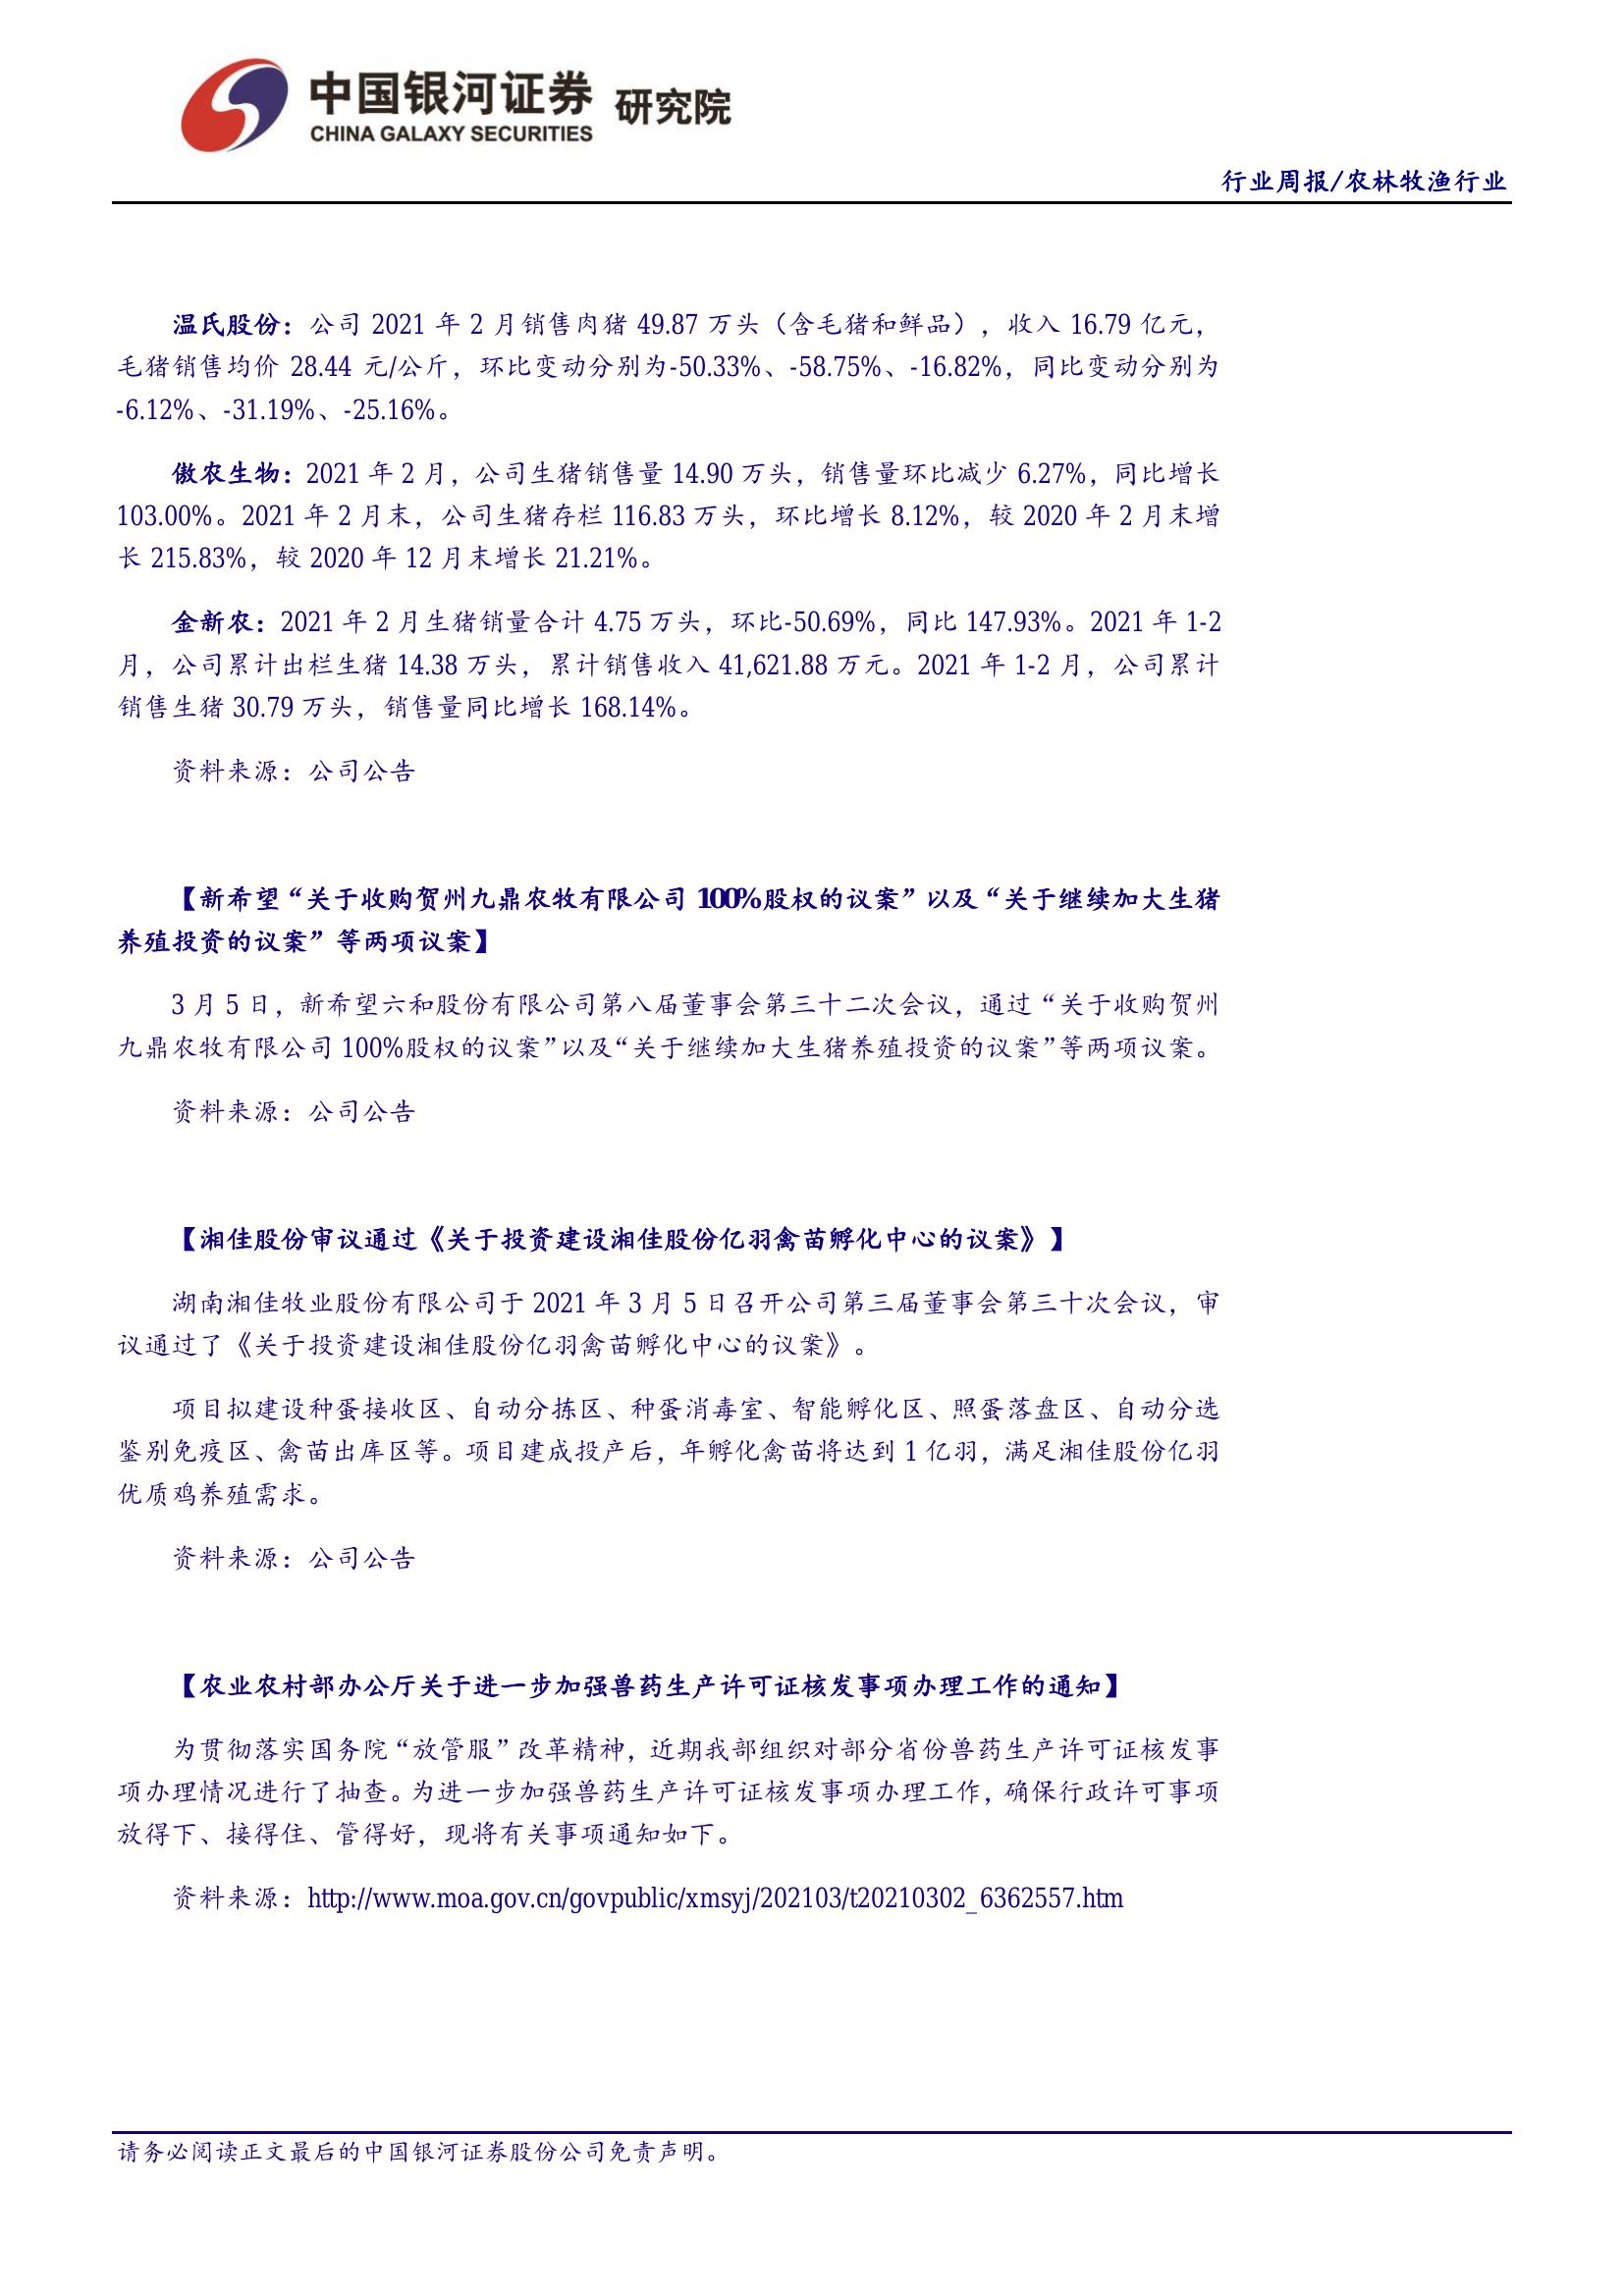 中国银河证券 研究院
CHINA GALAXY SECURITIES
行业周报/农林牧渔行业
温氏股份：公司 2021 年 2 月销售肉猪 49.87 万头（含毛猪和鲜品），收入 16.79 亿元，
毛猪销售均价 28.44 元/公斤，环比变动分别为-50.33%、-58.75%、-16.82%，同比变动分别为
-6.12%、-31.19%、-25.16%。
傲农生物：2021 年 2 月，公司生猪销售量 14.90 万头，销售量环比减少 6.27%，同比增长
103.00%。2021 年 2 月末，公司生猪存栏 116.83 万头，环比增长 8.12%，较 2020 年 2 月末增
长 215.83%，较 2020 年 12 月末增长 21.21%。
金新农：2021 年 2 月生猪销量合计 4.75 万头，环比-50.69%，同比 147.93%。2021 年 1-2
月，公司累计出栏生猪 14.38 万头，累计销售收入 41,621.88 万元。2021 年 1-2 月，公司累计
销售生猪 30.79 万头，销售量同比增长 168.14%。
资料来源：公司公告
【新希望“关于收购贺州九鼎农牧有限公司 100%股权的议案”以及“关于继续加大生猪
养殖投资的议案”等两项议案】
3 月 5 日，新希望六和股份有限公司第八届董事会第三十二次会议，通过“关于收购贺州
九鼎农牧有限公司 100%股权的议案”以及“关于继续加大生猪养殖投资的议案”等两项议案。
资料来源：公司公告
【湘佳股份审议通过《关于投资建设湘佳股份亿羽禽苗孵化中心的议案》】
湖南湘佳牧业股份有限公司于 2021 年 3 月 5 日召开公司第三届董事会第三十次会议，审
议通过了《关于投资建设湘佳股份亿羽禽苗孵化中心的议案》。
项目拟建设种蛋接收区、自动分拣区、种蛋消毒室、智能孵化区、照蛋落盘区、自动分选
鉴别免疫区、禽苗出库区等。项目建成投产后，年孵化禽苗将达到 1 亿羽，满足湘佳股份亿羽
优质鸡养殖需求。
资料来源：公司公告
【农业农村部办公厅关于进一步加强兽药生产许可证核发事项办理工作的通知】
为贯彻落实国务院“放管服”改革精神，近期我部组织对部分省份兽药生产许可证核发事
项办理情况进行了抽查。为进一步加强兽药生产许可证核发事项办理工作，确保行政许可事项
放得下、接得住、管得好，现将有关事项通知如下。
资料来源：http://www.moa.gov.cn/govpublic/xmsyj/202103/t20210302_6362557.htm
请务必阅读正文最后的中国银河证券股份公司免责声明。